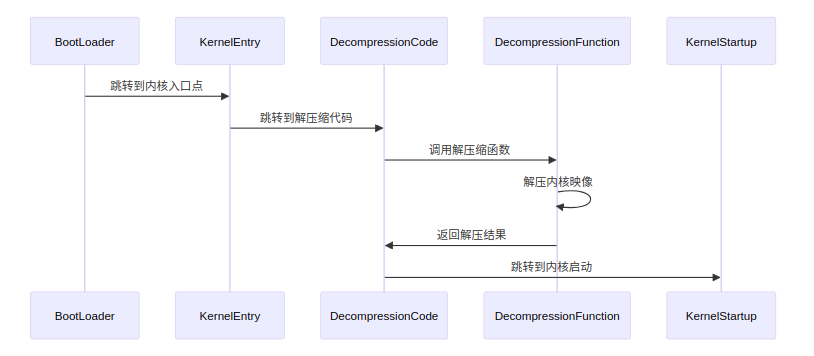 BootLoader
KernelEntry
DecompressionCode
DecompressionFunction
KernelStartup
跳转到内核入口点
跳转到解压缩代码
调用解压缩函数
解压内核映像
返回解压结果
跳转到内核启动
BootLoader
KernelEntry
DecompressionCode
DecompressionFunction
KernelStartup